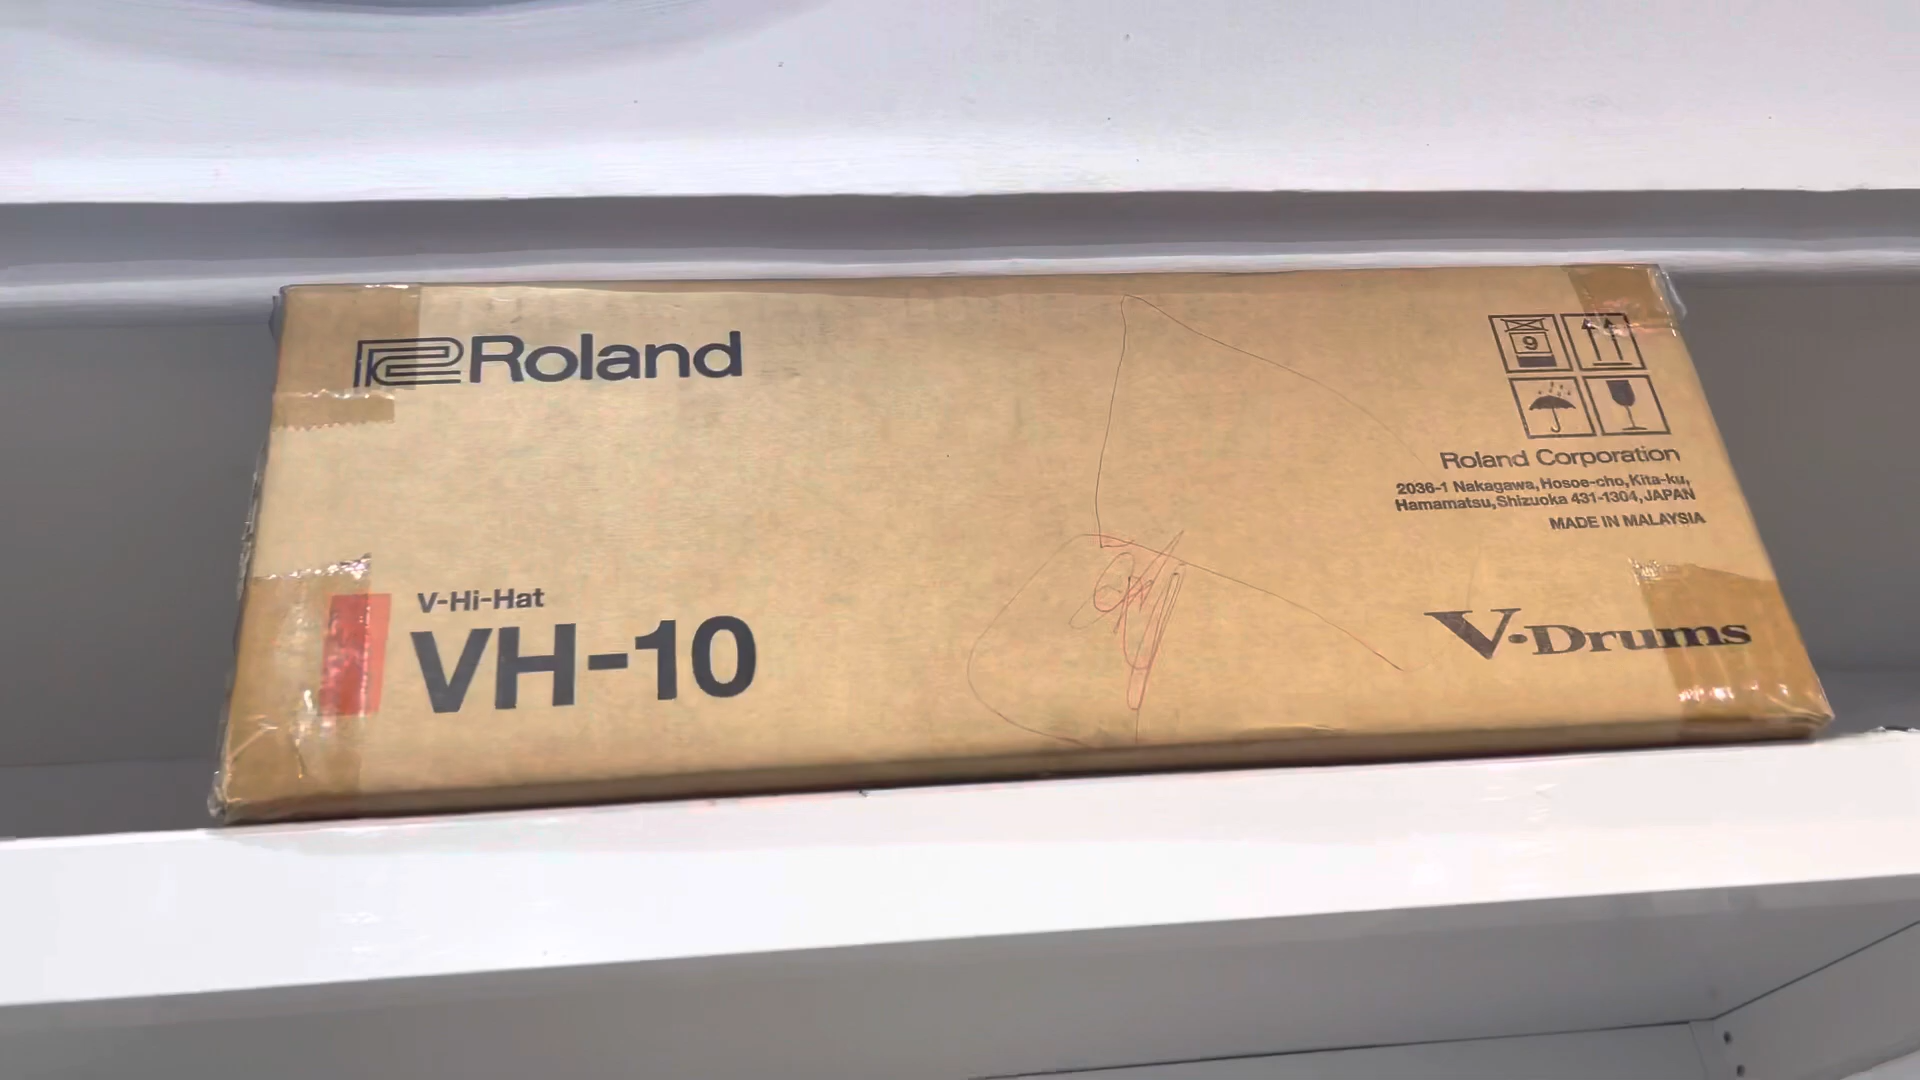 Roland
9
Roland Corporation
2036-1 Nakagawa, Hosoe-cho, Kita-ku,
Hamamatsu, Shizuoka 431-1304, JAPAN
MADE IN MALAYSIA
V-Hi-Hat
VH-10
V-Drums